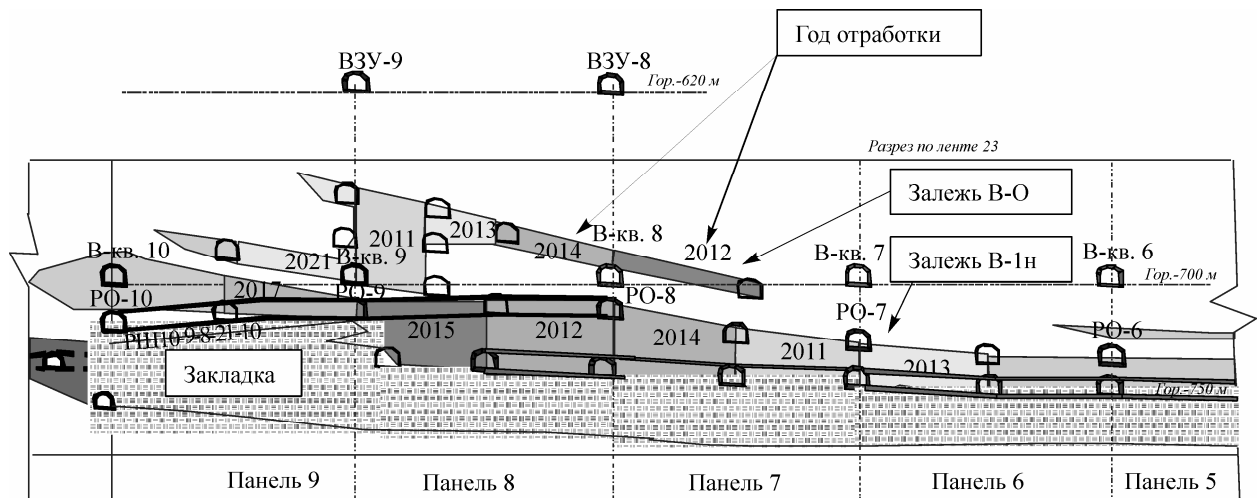 Год отработки
ВЗУ-9
ВЗУ-8
Гор.-620 м
Разрез по ленте 23
Залежь В-О
2011
2013
2014
В-кв. 8
2012
В-кв. 10
2021
В-кв. 9
В-кв. 7
Залежь В-1н
В-кв. 6
Гор.-700 м
РО-10
2017
РО-9
РО-8
РО-7
РО-6
2015
2012
2014
2011
2013
Закладка
Гор.-750 м
Панель 9
Панель 8
Панель 7
Панель 6
Панель 5